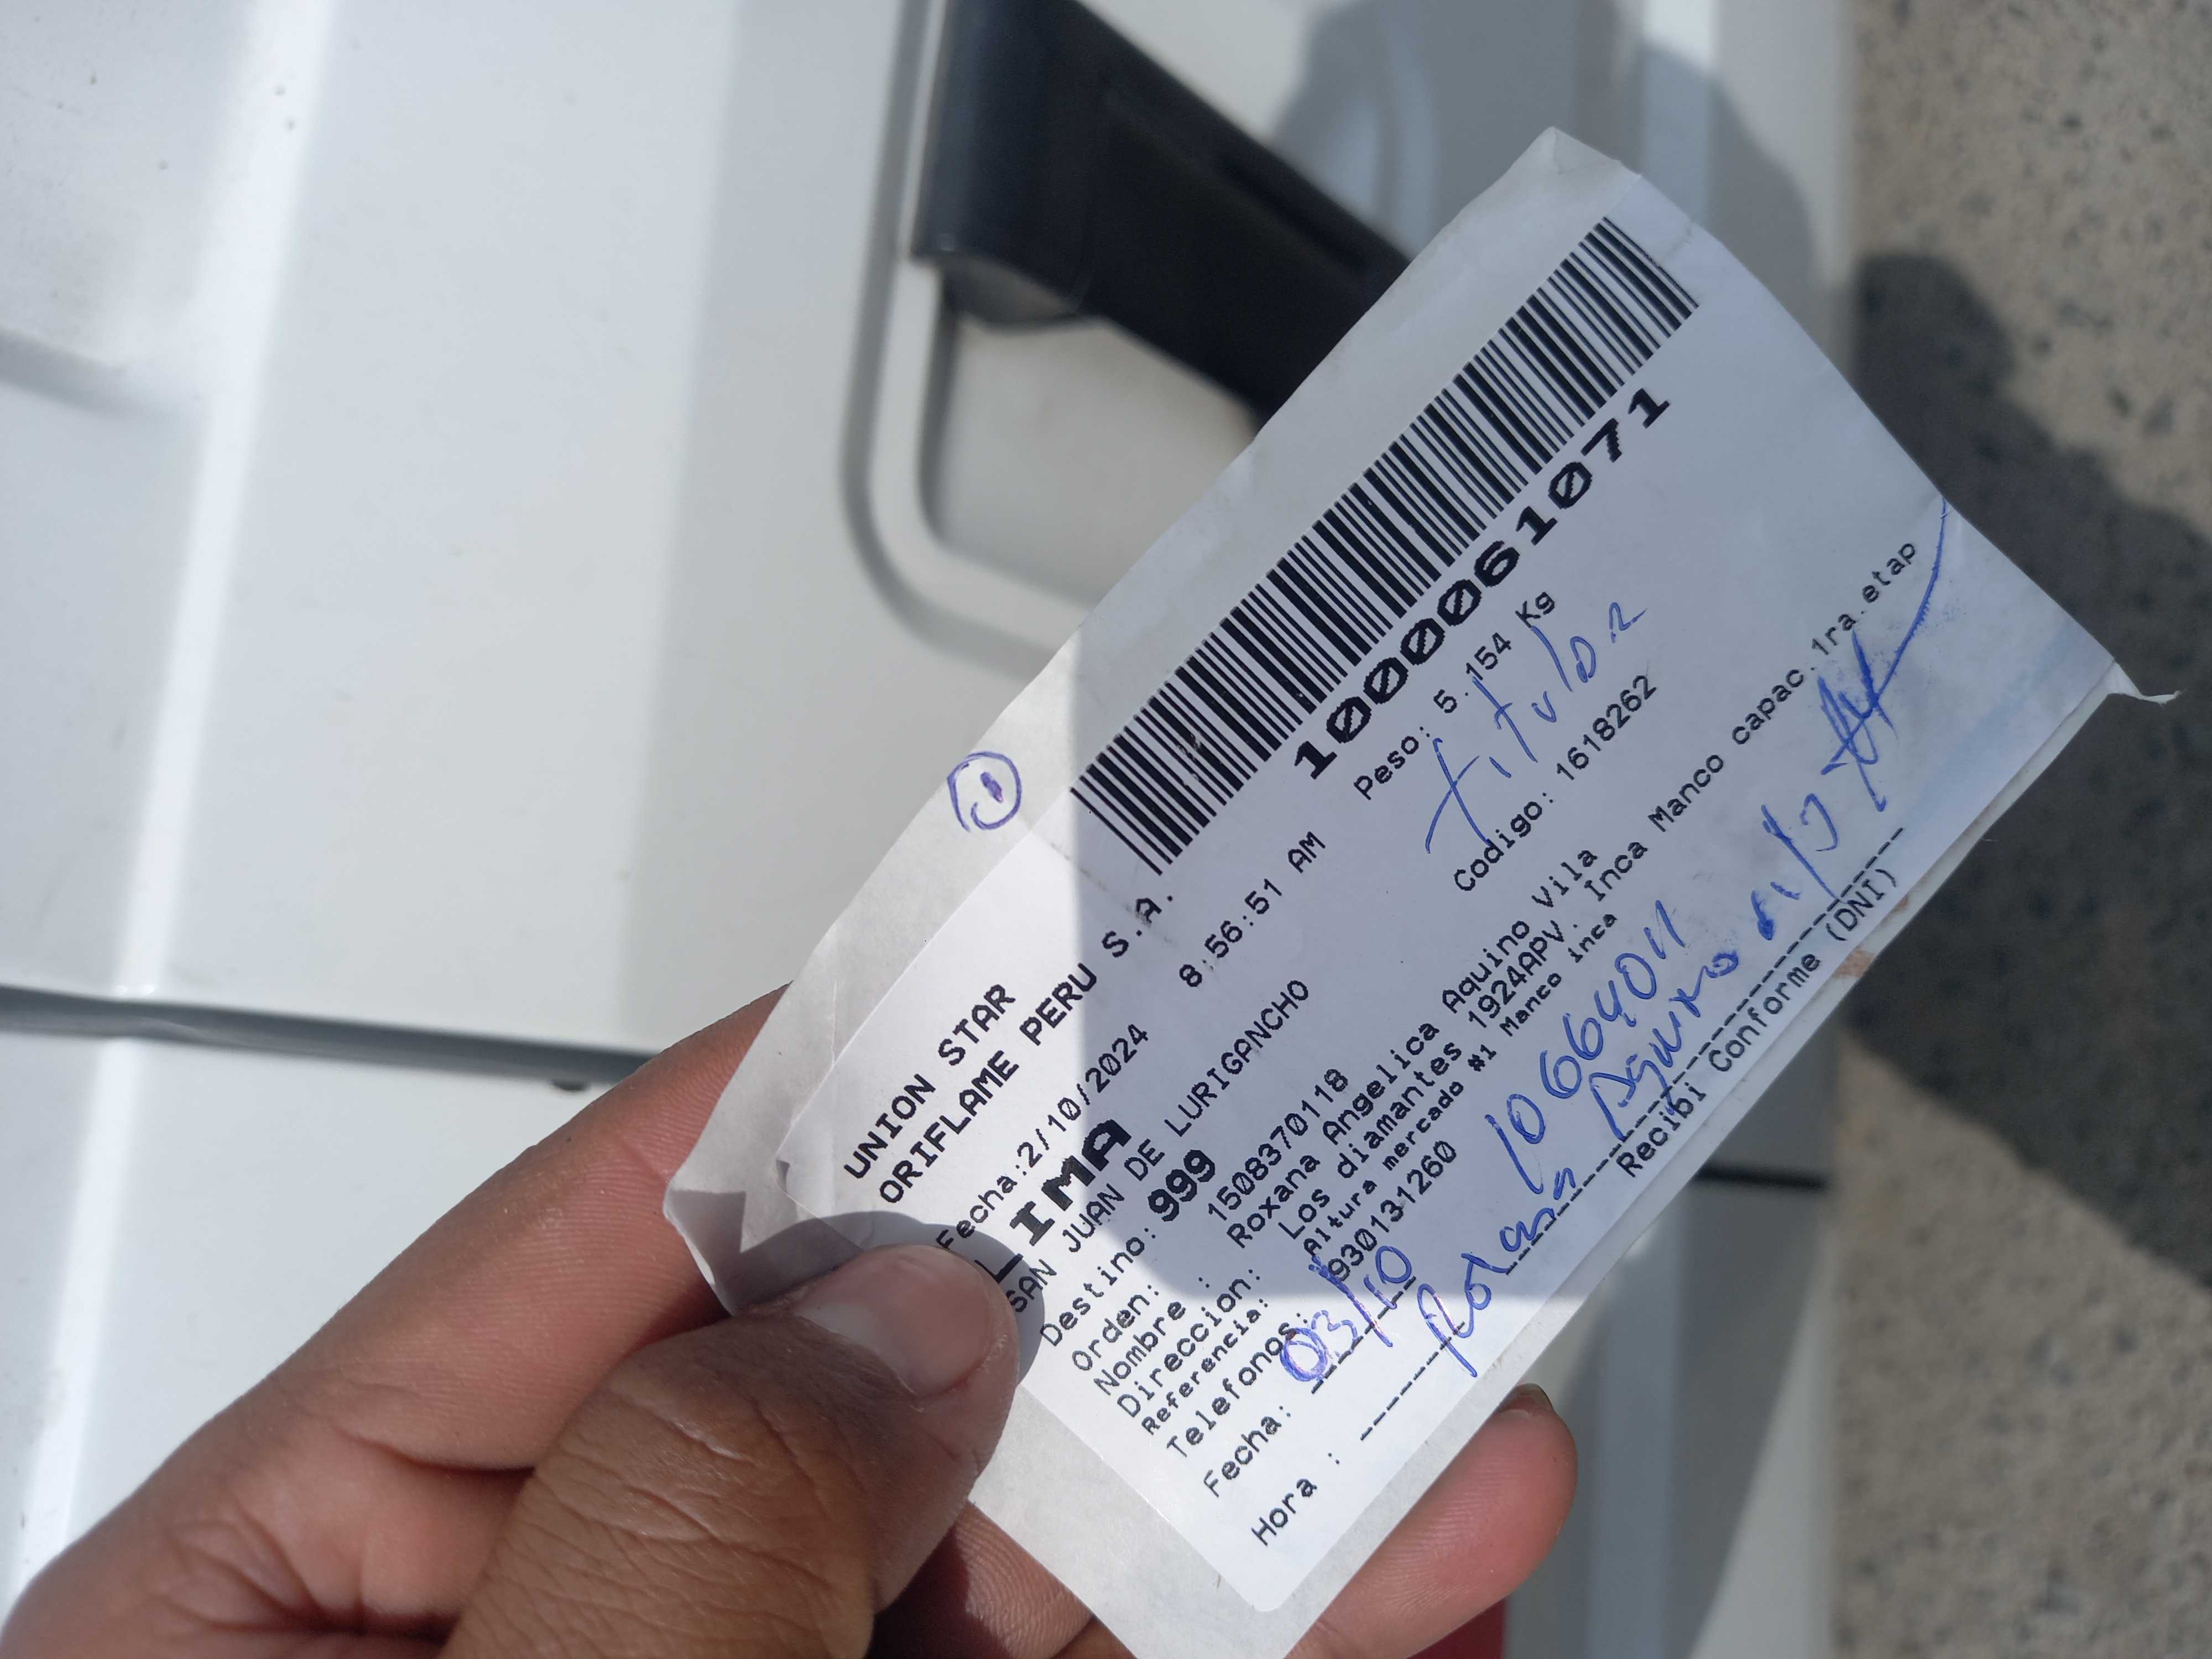 UNION STAR
ORIFLAME PERU S.A.
Fecha:2/10/2024 8:56:51 AM Peso: 5.154 Kg
1000061071
LIMA
SAN JUAN DE LURIGANCHO
Titular
Destino: 999
Orden: 1508370118 Codigo: 1618262
Nombre : Roxana Angelica Aquino Vila
Direccion: Los diamantes 1924APV. Inca Manco capac.1ra.etap
Referencia: Altura mercado #1 Manco inca
Telefonos: 930131260
Fecha: 03/10
10664011
Hora :
Roxana Aquino
Recibi Conforme (DNI)